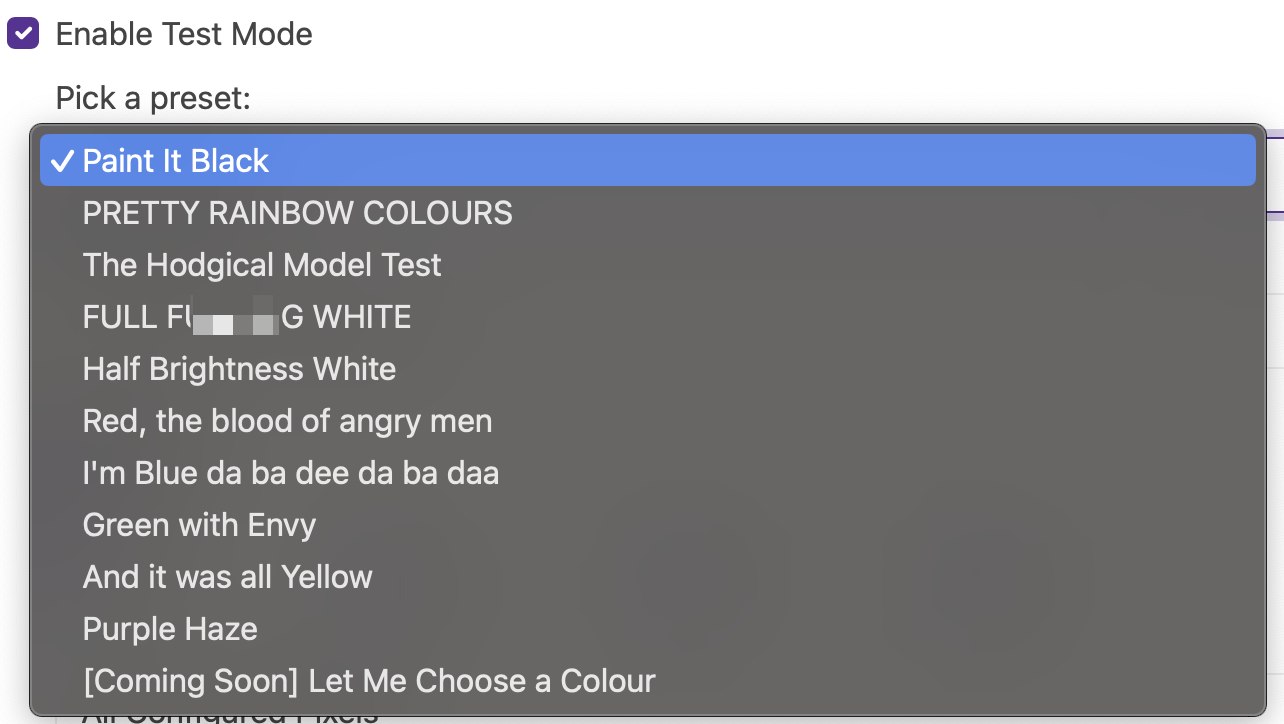 Enable Test Mode
Pick a preset:
Paint It Black
PRETTY RAINBOW COLOURS
The Hodgical Model Test
FULL WHITE
Half Brightness White
Red, the blood of angry men
I'm Blue da ba dee da ba daa
Green with Envy
And it was all Yellow
Purple Haze
[Coming Soon] Let Me Choose a Colour
All Configured Pixels